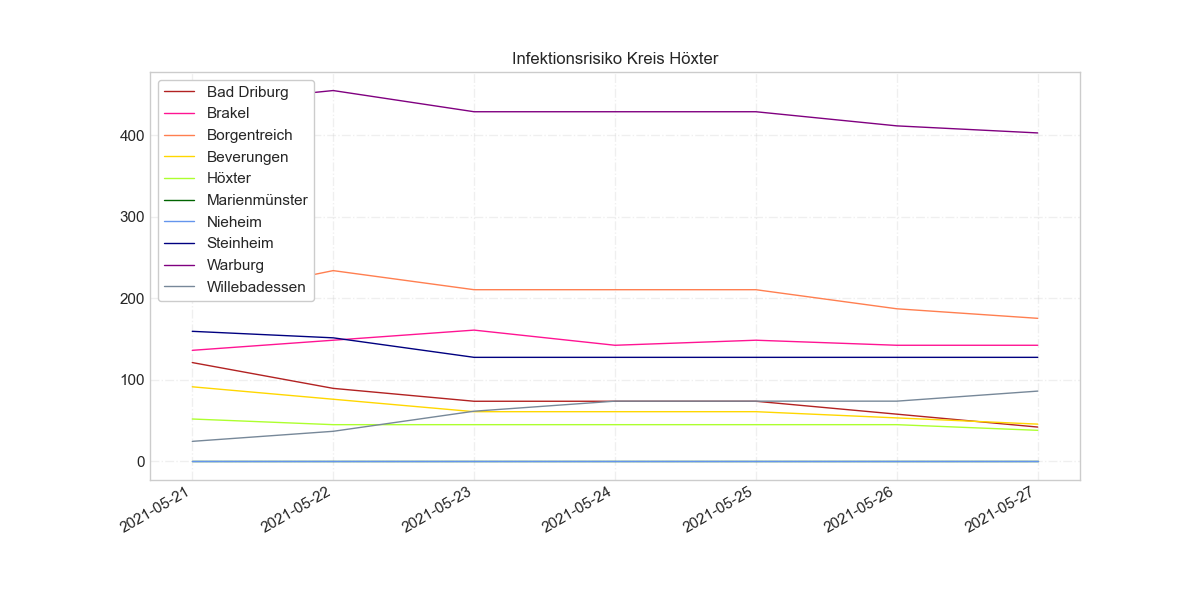 Infektionsrisiko Kreis Höxter
Bad Driburg
Brakel
Borgentreich
Beverungen
Höxter
Marienmünster
Nieheim
Steinheim
Warburg
Willebadessen
400
300
200
100
0
2021-05-21
2021-05-22
2021-05-23
2021-05-24
2021-05-25
2021-05-26
2021-05-27